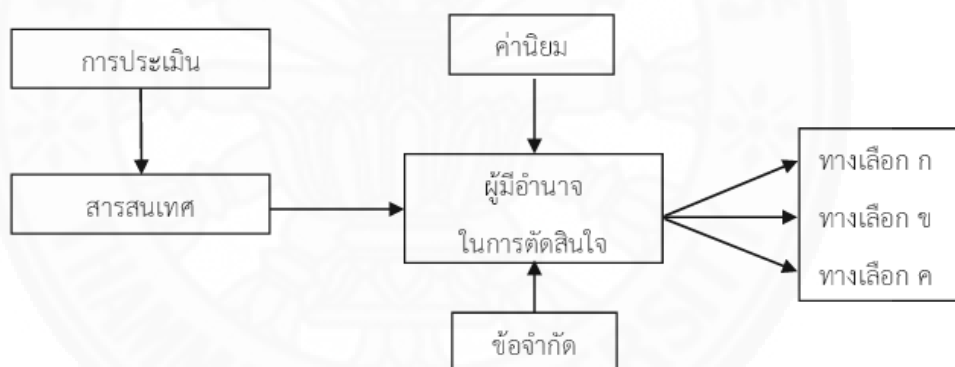 การประเมิน
ค่านิยม
สารสนเทศ
ผู้มีอำนาจ
ในการตัดสินใจ
ทางเลือก ก
ทางเลือก ข
ทางเลือก ค
ข้อจำกัด